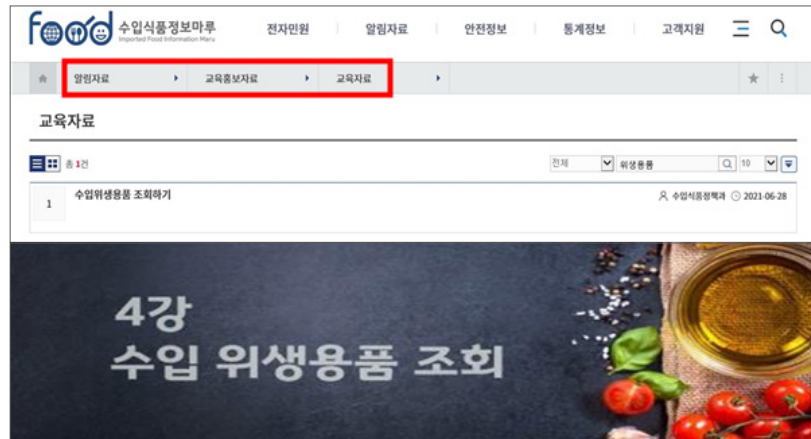 food 수입식품정보마루
Imported Food Information Maru
전자민원 알림자료 안전정보 통계정보 고객지원
알림자료 교육홍보자료 교육자료
교육자료
총 1건 전체 위생용품 10
1 수입위생용품 조회하기 수입식품정책과 2021-06-28
4강
수입 위생용품 조회